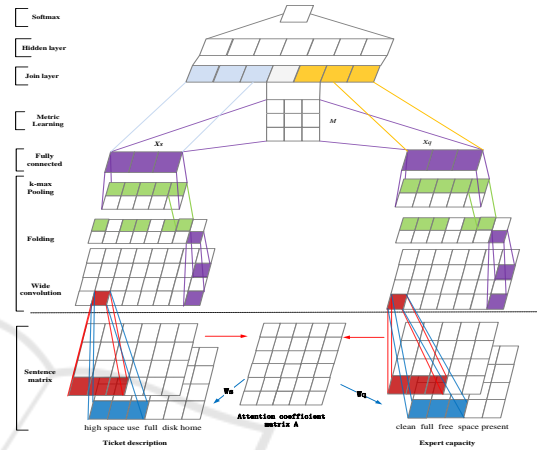 Softmax
Hidden layer
Join layer
Metric
Learning
M
Xs
Xq
Fully
connected
k-max
Pooling
Folding
Wide
convolution
Sentence
matrix
Ws
Wq
Attention coefficient
matrix A
high space use full disk home
clean full free space present
Ticket description
Expert capacity